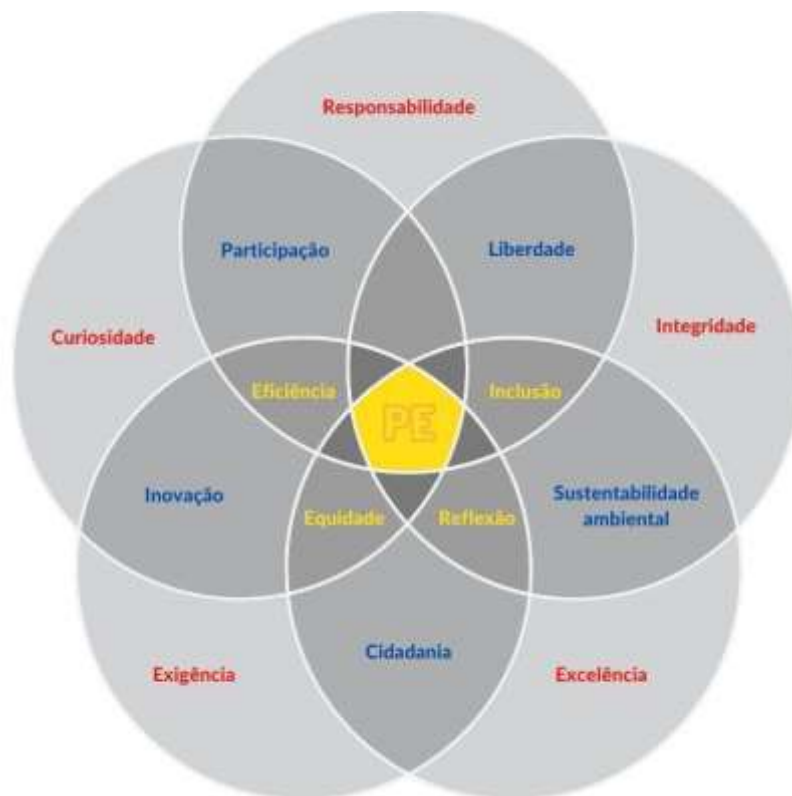 Responsabilidade
Participação
Liberdade
Curiosidade
Integridade
Eficiência
Inclusão
PE
Inovação
Sustentabilidade
ambiental
Equidade
Reflexão
Cidadania
Exigência
Excelência